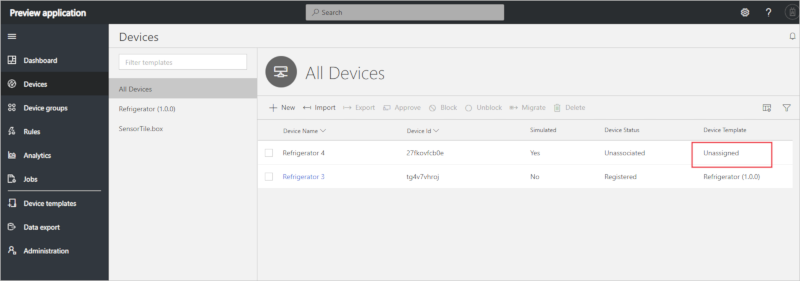 Preview application
Search
?
Dashboard
Devices
Device groups
Rules
Analytics
Jobs
Device templates
Data export
Administration
Devices
Filter templates
All Devices
Refrigerator (1.0.0)
SensorTile.box
All Devices
New Import Export Approve Block Unblock Migrate Delete
Device Name Device Id Simulated Device Status Device Template
Refrigerator 4 27fkovfcb0e Yes Unassociated Unassigned
Refrigerator 3 tg4v7vhroj No Registered Refrigerator (1.0.0)